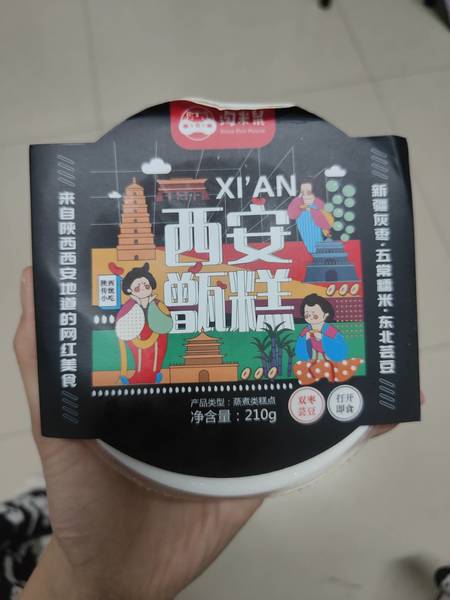 肉米鼠
XI'AN
西安
甑糕
陕西
传统
小吃
来自陕西西安地道的网红美食
新疆灰枣·五常糯米·东北芸豆
产品类型：蒸煮类糕点
净含量：210g
双枣
芸豆
打开
即食